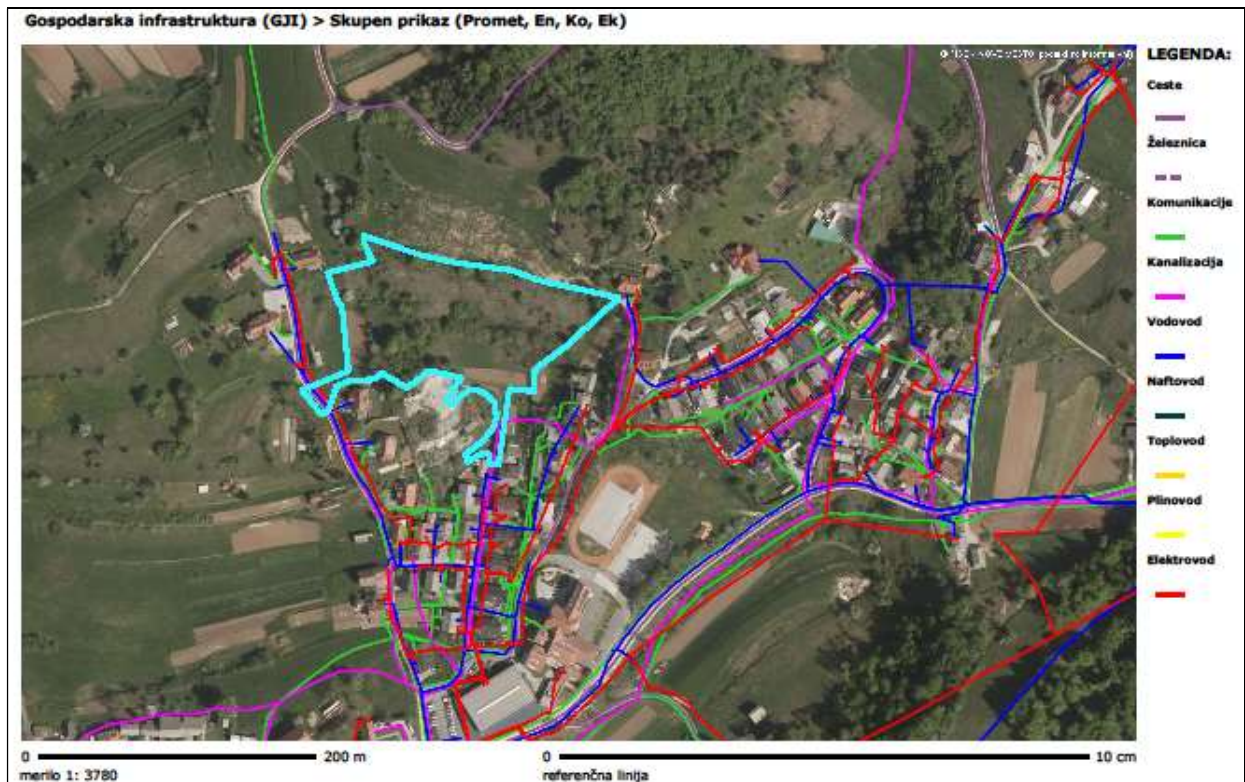 Gospodarska infrastruktura (GJI) > Skupen prikaz (Promet, En, Ko, Ek)
LEGENDA:
Ceste
Železnica
Komunikacije
Kanalizacija
Vodovod
Naftovod
Toplovod
Plinovod
Elektrovod
0 200 m
merilo 1: 3780
0 10 cm
referenčna linija